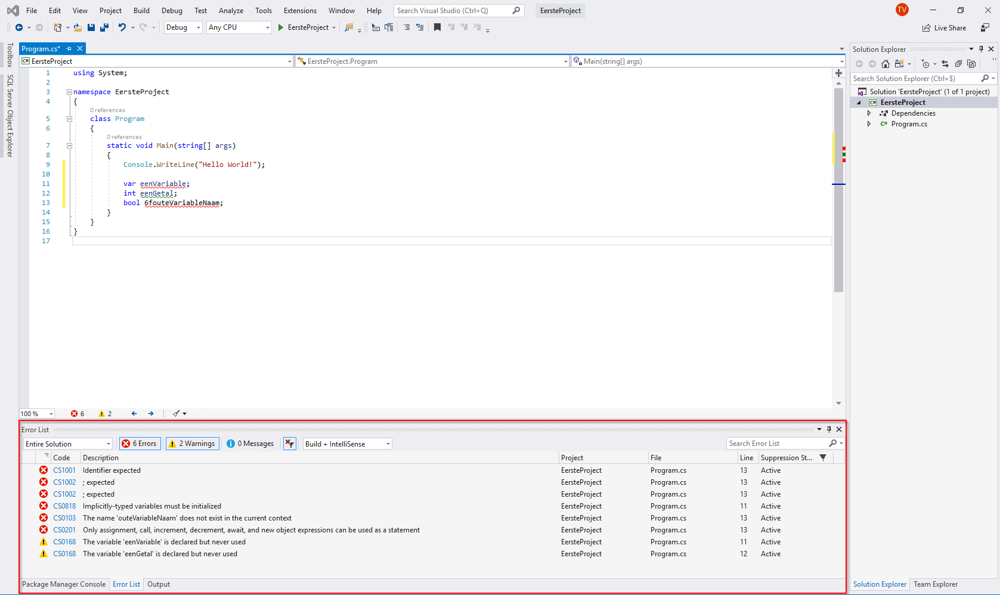 File Edit View Project Build Debug Test Analyze Tools Extensions Window Help Search Visual Studio (Ctrl+Q) EersteProject TV
Debug Any CPU EersteProject Live Share
Toolbox
SQL Server Object Explorer
Program.cs*
C# EersteProject EersteProject.Program Main(string[] args)
1 using System;
2
3 namespace EersteProject
4 {
0 references
5 class Program
6 {
0 references
7 static void Main(string[] args)
8 {
9 Console.WriteLine("Hello World!");
10
11 var eenVariable;
12 int eenGetal;
13 bool 6fouteVariableNaam;
14 }
15 }
16 }
17
100 % 6 2
Solution Explorer
Search Solution Explorer (Ctrl+$)
Solution 'EersteProject' (1 of 1 project)
C# EersteProject
Dependencies
C# Program.cs
Solution Explorer Team Explorer
Error List
Entire Solution 6 Errors 2 Warnings 0 Messages Build + IntelliSense Search Error List
Code Description Project File Line Suppression St...
CS1001 Identifier expected EersteProject Program.cs 13 Active
CS1002 ; expected EersteProject Program.cs 13 Active
CS1002 ; expected EersteProject Program.cs 13 Active
CS0818 Implicitly-typed variables must be initialized EersteProject Program.cs 11 Active
CS0103 The name 'outeVariableNaam' does not exist in the current context EersteProject Program.cs 13 Active
CS0201 Only assignment, call, increment, decrement, await, and new object expressions can be used as a statement EersteProject Program.cs 13 Active
CS0168 The variable 'eenVariable' is declared but never used EersteProject Program.cs 11 Active
CS0168 The variable 'eenGetal' is declared but never used EersteProject Program.cs 12 Active
Package Manager Console Error List Output